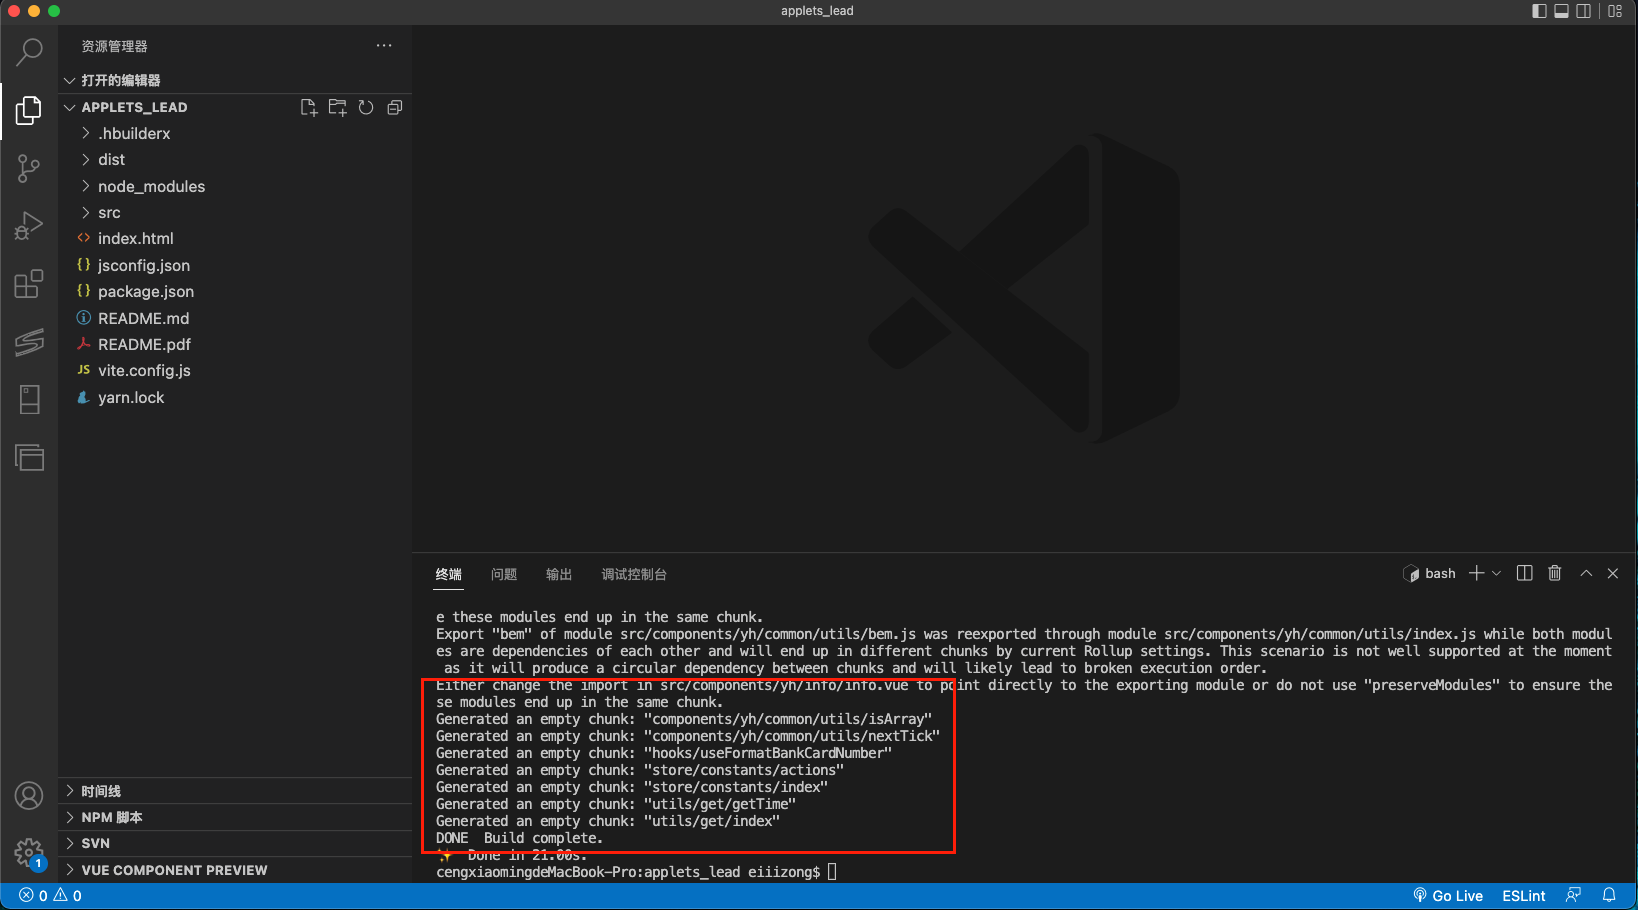 applets_lead
资源管理器
打开的编辑器
APPLETS_LEAD
.hbuilderx
dist
node_modules
src
index.html
jsconfig.json
package.json
README.md
README.pdf
JS vite.config.js
yarn.lock
时间线
NPM 脚本
SVN
VUE COMPONENT PREVIEW
1
终端 问题 输出 调试控制台
bash
e these modules end up in the same chunk.
Export "bem" of module src/components/yh/common/utils/bem.js was reexported through module src/components/yh/common/utils/index.js while both modul
es are dependencies of each other and will end up in different chunks by current Rollup settings. This scenario is not well supported at the moment
as it will produce a circular dependency between chunks and will likely lead to broken execution order.
Either change the import in src/components/yh/info/info.vue to point directly to the exporting module or do not use "preserveModules" to ensure the
se modules end up in the same chunk.
Generated an empty chunk: "components/yh/common/utils/isArray"
Generated an empty chunk: "components/yh/common/utils/nextTick"
Generated an empty chunk: "hooks/useFormatBankCardNumber"
Generated an empty chunk: "store/constants/actions"
Generated an empty chunk: "store/constants/index"
Generated an empty chunk: "utils/get/getTime"
Generated an empty chunk: "utils/get/index"
DONE  Build complete.
✨  Done in 21.00s.
cengxiaomingdeMacBook-Pro:applets_lead eiiizong$
0 0
Go Live ESLint